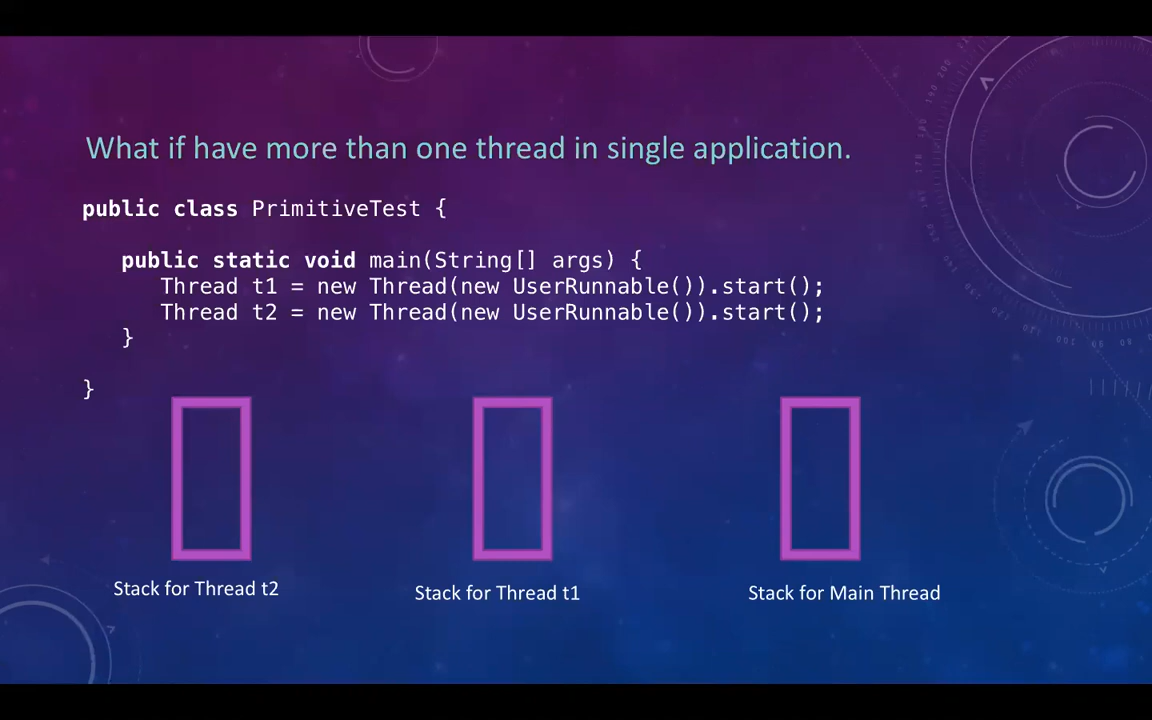 What if have more than one thread in single application.
public class PrimitiveTest {
public static void main(String[] args) {
Thread t1 = new Thread(new UserRunnable()).start();
Thread t2 = new Thread(new UserRunnable()).start();
}
}
Stack for Thread t2
Stack for Thread t1
Stack for Main Thread